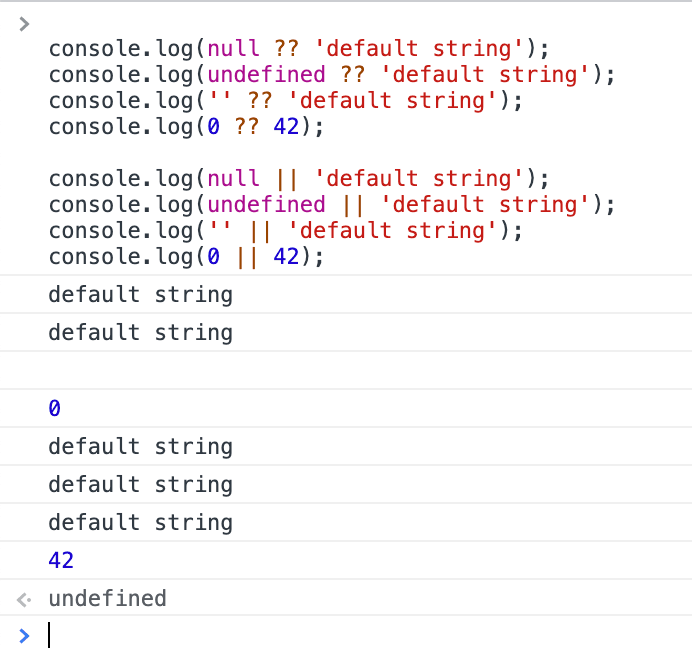 >
console.log(null ?? 'default string');
console.log(undefined ?? 'default string');
console.log('' ?? 'default string');
console.log(0 ?? 42);
console.log(null || 'default string');
console.log(undefined || 'default string');
console.log('' || 'default string');
console.log(0 || 42);
default string
default string
0
default string
default string
default string
42
undefined
>